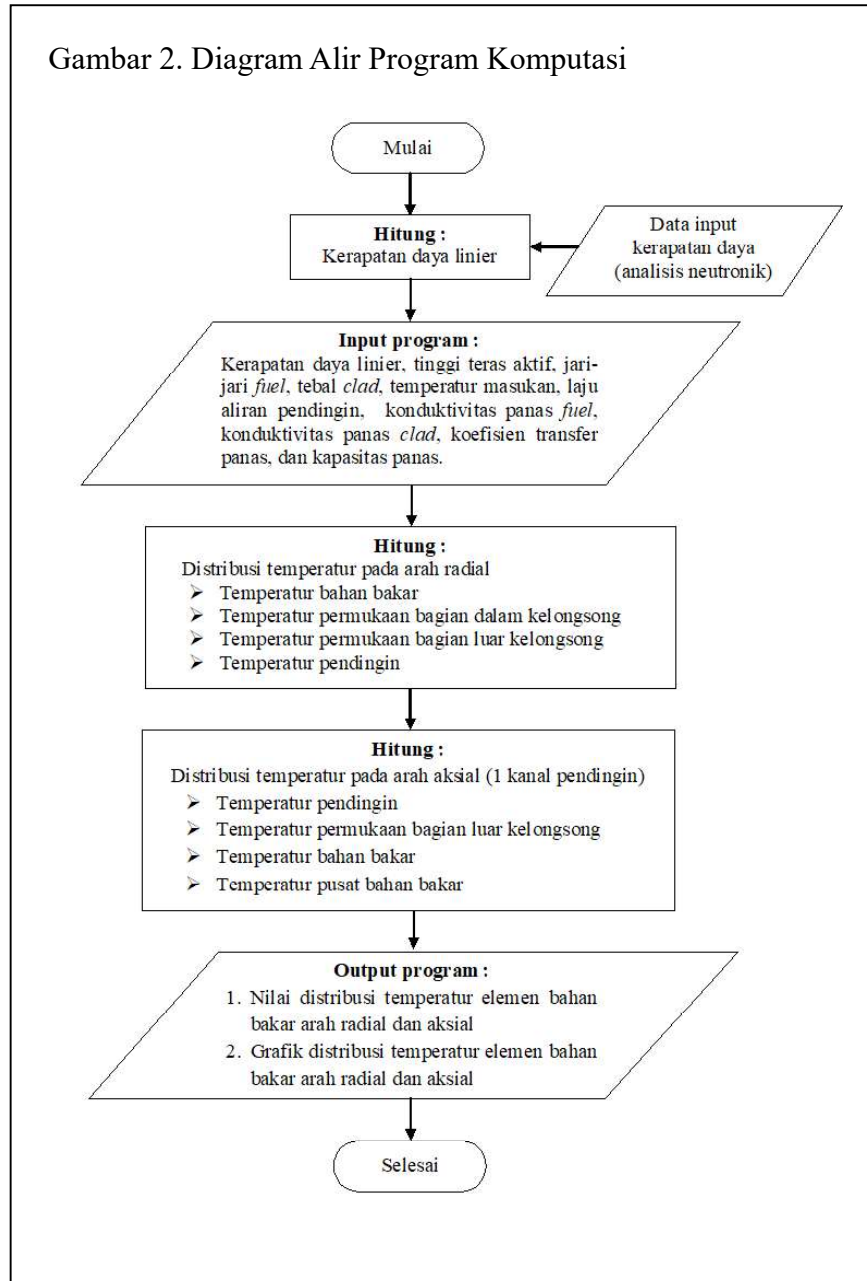 Gambar 2. Diagram Alir Program Komputasi
Mulai
Hitung :
Kerapatan daya linier
Data input
kerapatan daya
(analisis neutronik)
Input program :
Kerapatan daya linier, tinggi teras aktif, jari-
jari fuel, tebal clad, temperatur masukan, laju
aliran pendingin, konduktivitas panas fuel,
konduktivitas panas clad, koefisien transfer
panas, dan kapasitas panas.
Hitung :
Distribusi temperatur pada arah radial
➢ Temperatur bahan bakar
➢ Temperatur permukaan bagian dalam kelongsong
➢ Temperatur permukaan bagian luar kelongsong
➢ Temperatur pendingin
Hitung :
Distribusi temperatur pada arah aksial (1 kanal pendingin)
➢ Temperatur pendingin
➢ Temperatur permukaan bagian luar kelongsong
➢ Temperatur bahan bakar
➢ Temperatur pusat bahan bakar
Output program :
1. Nilai distribusi temperatur elemen bahan
bakar arah radial dan aksial
2. Grafik distribusi temperatur elemen bahan
bakar arah radial dan aksial
Selesai